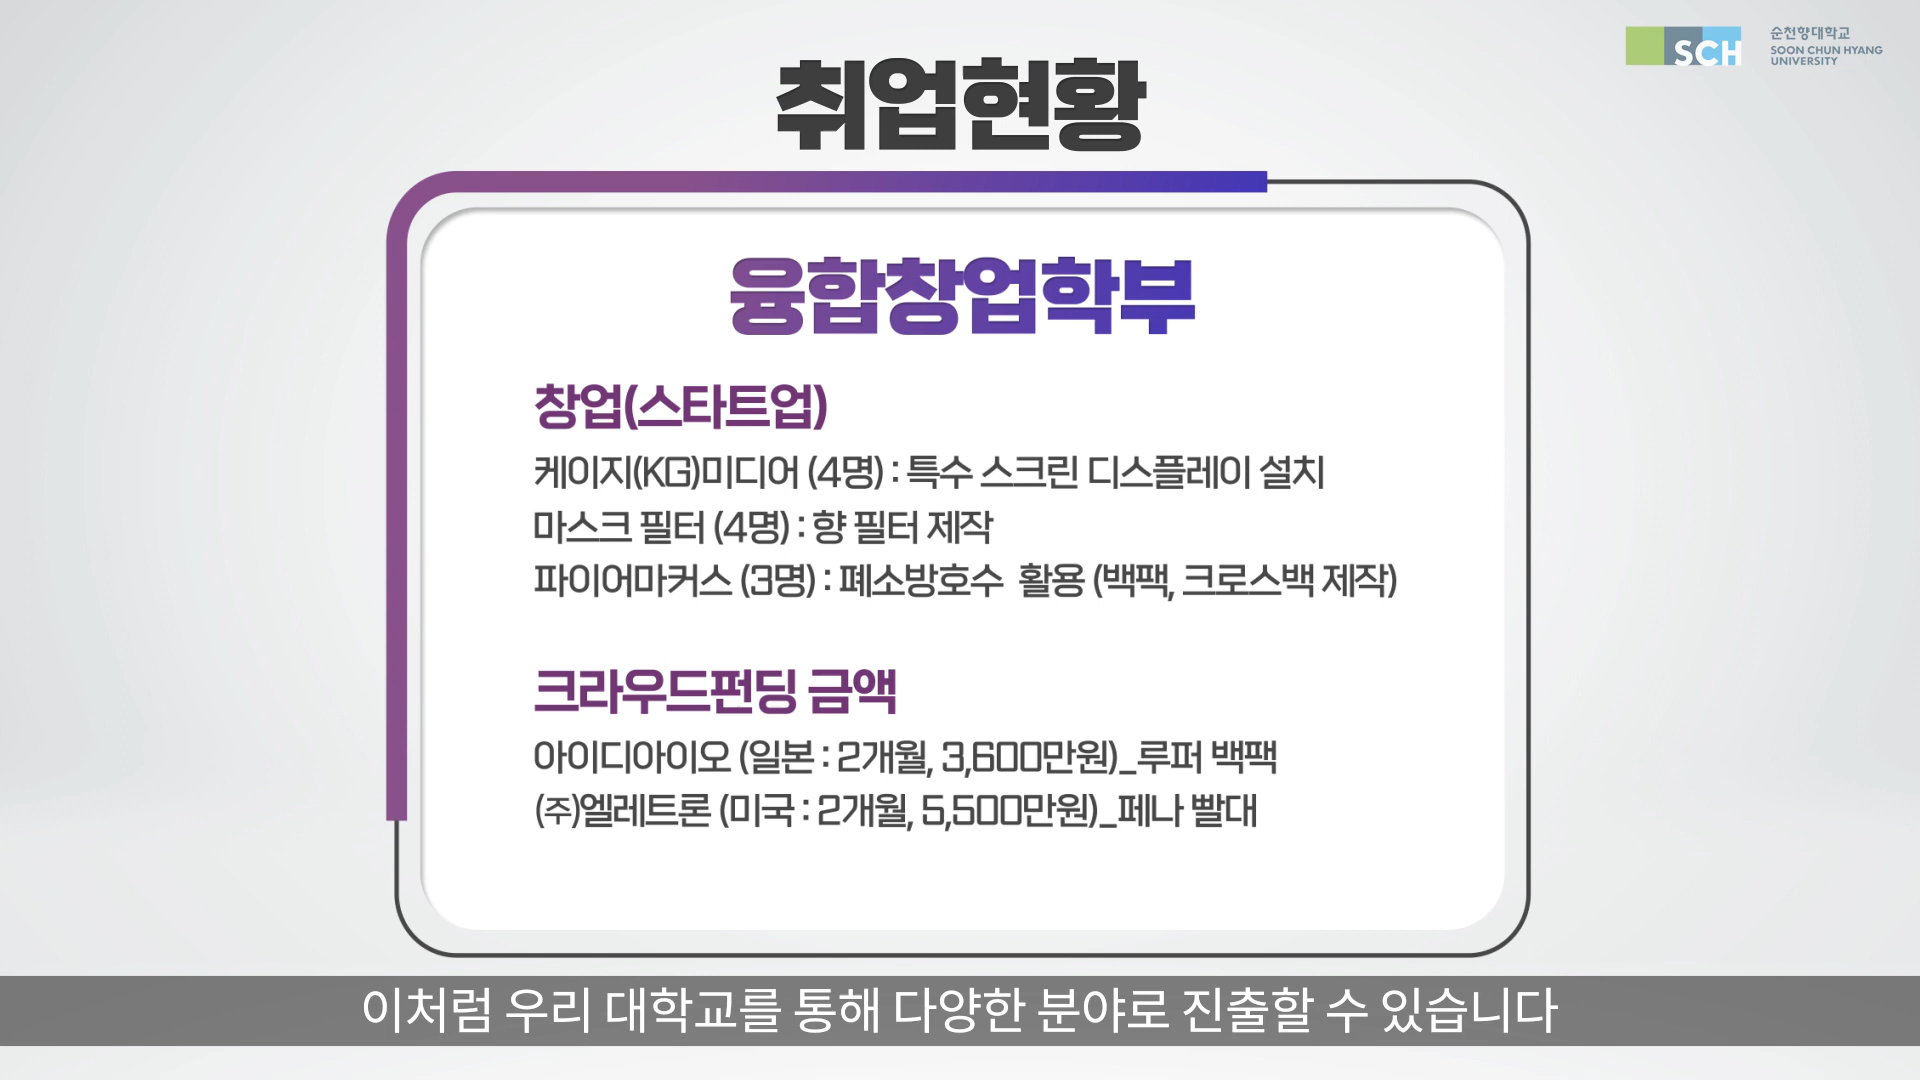 SCH
순천향대학교
SOON CHUN HYANG
UNIVERSITY
취업현황
융합창업학부
창업(스타트업)
케이지(KG)미디어 (4명) : 특수 스크린 디스플레이 설치
마스크 필터 (4명) : 향 필터 제작
파이어마커스 (3명) : 폐소방호수 활용 (백팩, 크로스백 제작)
크라우드펀딩 금액
아이디아이오 (일본 : 2개월, 3,600만원)_루퍼 백팩
(주)엘레트론 (미국 : 2개월, 5,500만원)_페나 빨대
이처럼 우리 대학교를 통해 다양한 분야로 진출할 수 있습니다